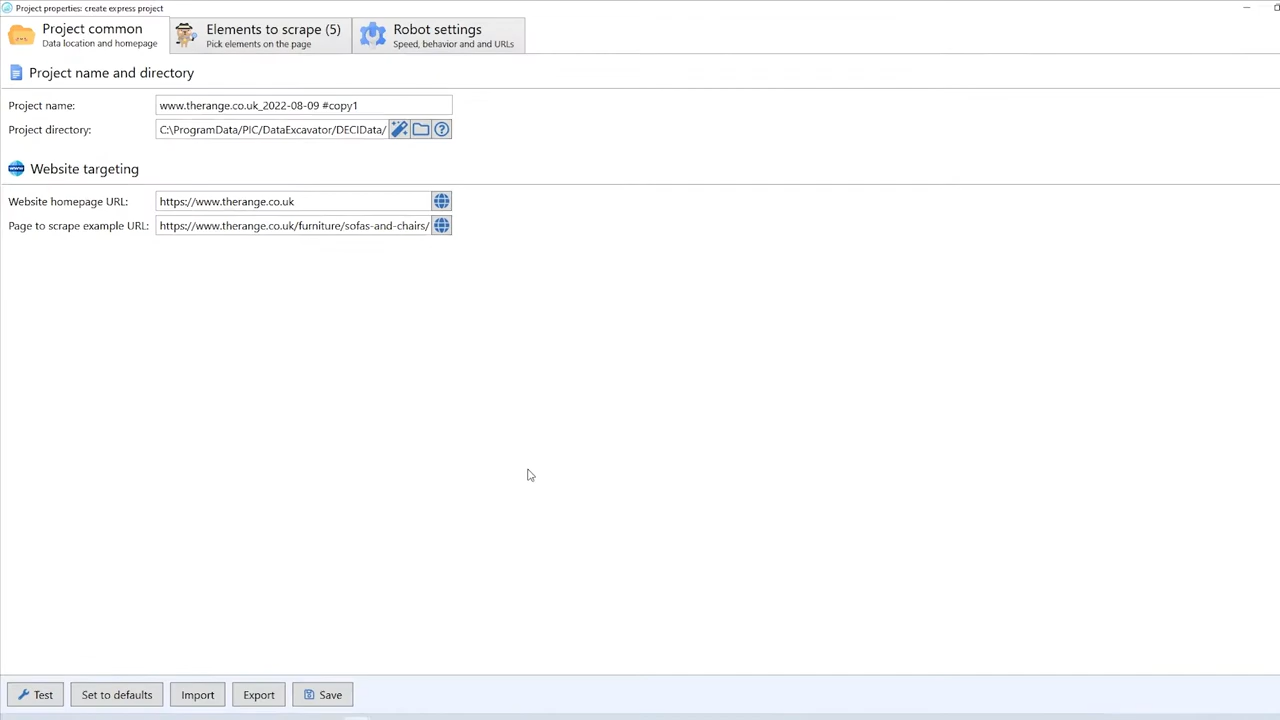 Project properties: create express project
Project common
Data location and homepage
Elements to scrape (5)
Pick elements on the page
Robot settings
Speed, behavior and and URLs
Project name and directory
Project name: www.therange.co.uk_2022-08-09 #copy1
Project directory: C:\ProgramData/PIC/DataExcavator/DECIData/
Website targeting
Website homepage URL: https://www.therange.co.uk
Page to scrape example URL: https://www.therange.co.uk/furniture/sofas-and-chairs/
Test Set to defaults Import Export Save